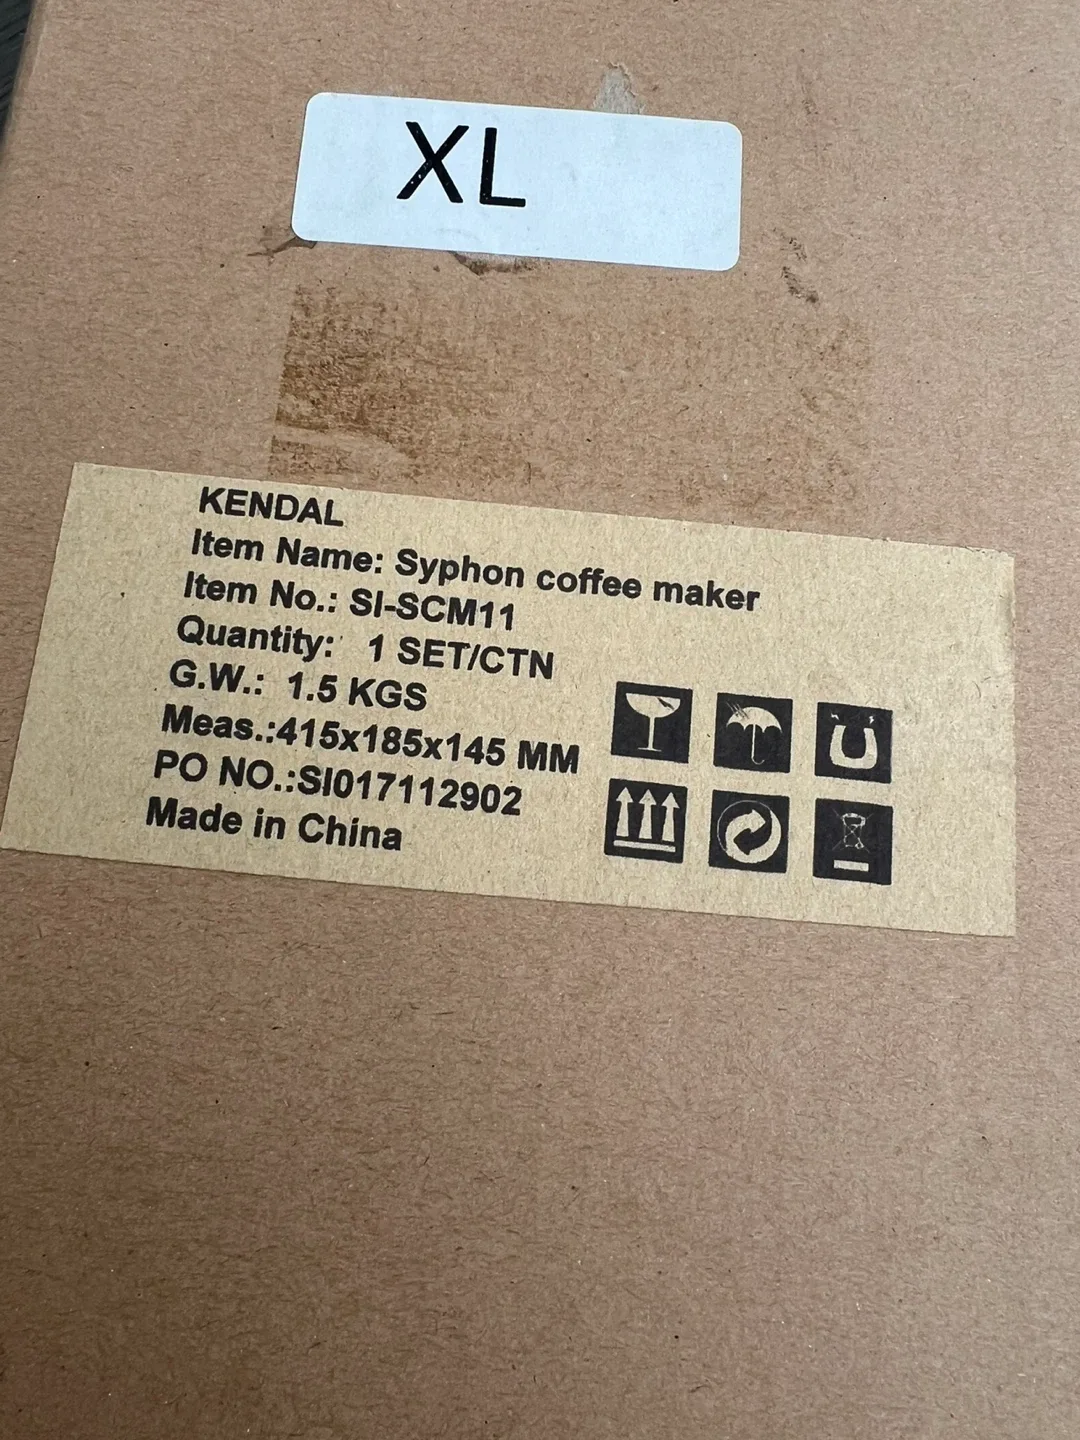 XL
KENDAL
Item Name: Syphon coffee maker
Item No.: SI-SCM11
Quantity: 1 SET/CTN
G.W.: 1.5 KGS
Meas.:415x185x145 MM
PO NO.:SI017112902
Made in China